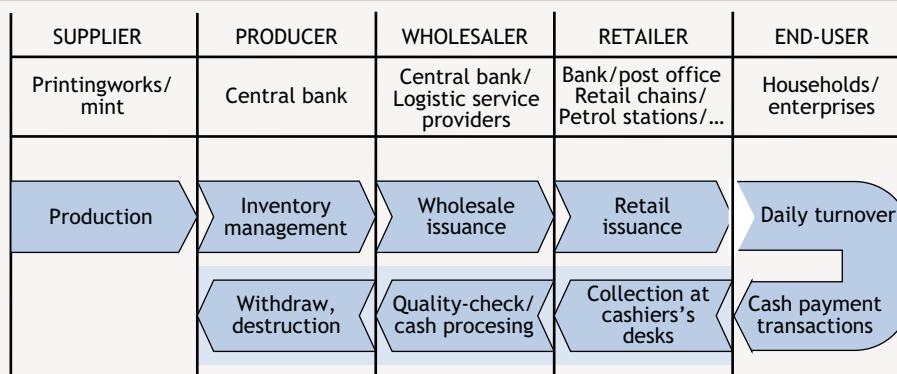 SUPPLIER
PRODUCER
WHOLESALER
RETAILER
END-USER
Printingworks/
mint
Central bank
Central bank/
Logistic service
providers
Bank/post office
Retail chains/
Petrol stations/…
Households/
enterprises
Production
Inventory
management
Wholesale
issuance
Retail
issuance
Daily turnover
Withdraw,
destruction
Quality-check/
cash procesing
Collection at
cashiers's
desks
Cash payment
transactions